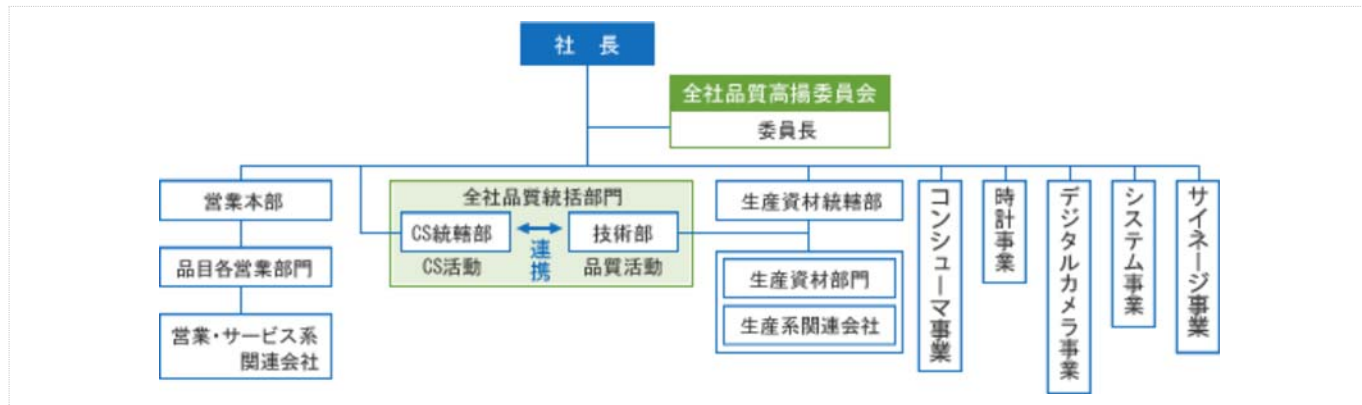 社 長
全社品質高揚委員会
委員長
営業本部
品目各営業部門
営業・サービス系
関連会社
全社品質統括部門
CS統轄部
連携
技術部
CS活動
品質活動
生産資材統轄部
生産資材部門
生産系関連会社
コンシューマ事業
時計事業
デジタルカメラ事業
システム事業
サイネージ事業